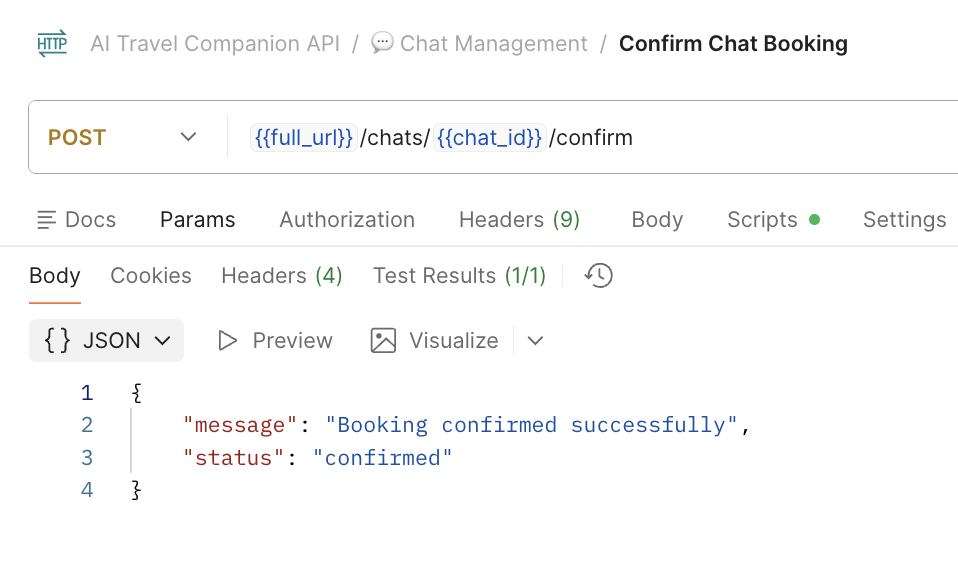 HTTP AI Travel Companion API / 💬 Chat Management / Confirm Chat Booking
POST {{full_url}}/chats/{{chat_id}}/confirm
Docs Params Authorization Headers (9) Body Scripts Settings
Body Cookies Headers (4) Test Results (1/1)
{} JSON Preview Visualize
1 {
2 "message": "Booking confirmed successfully",
3 "status": "confirmed"
4 }